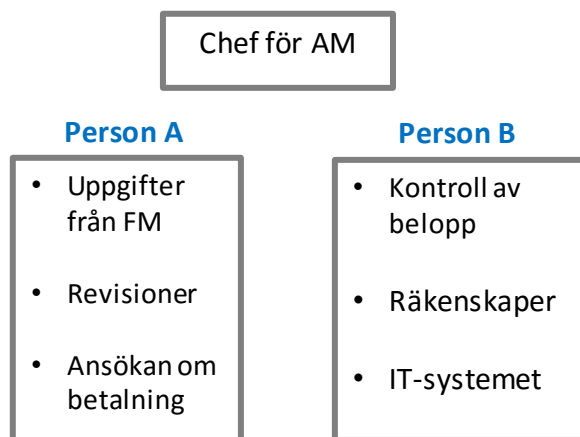 Chef för AM
Person A
• Uppgifter
från FM
• Revisioner
• Ansökan om
betalning
Person B
• Kontroll av
belopp
• Räkenskaper
• IT-systemet